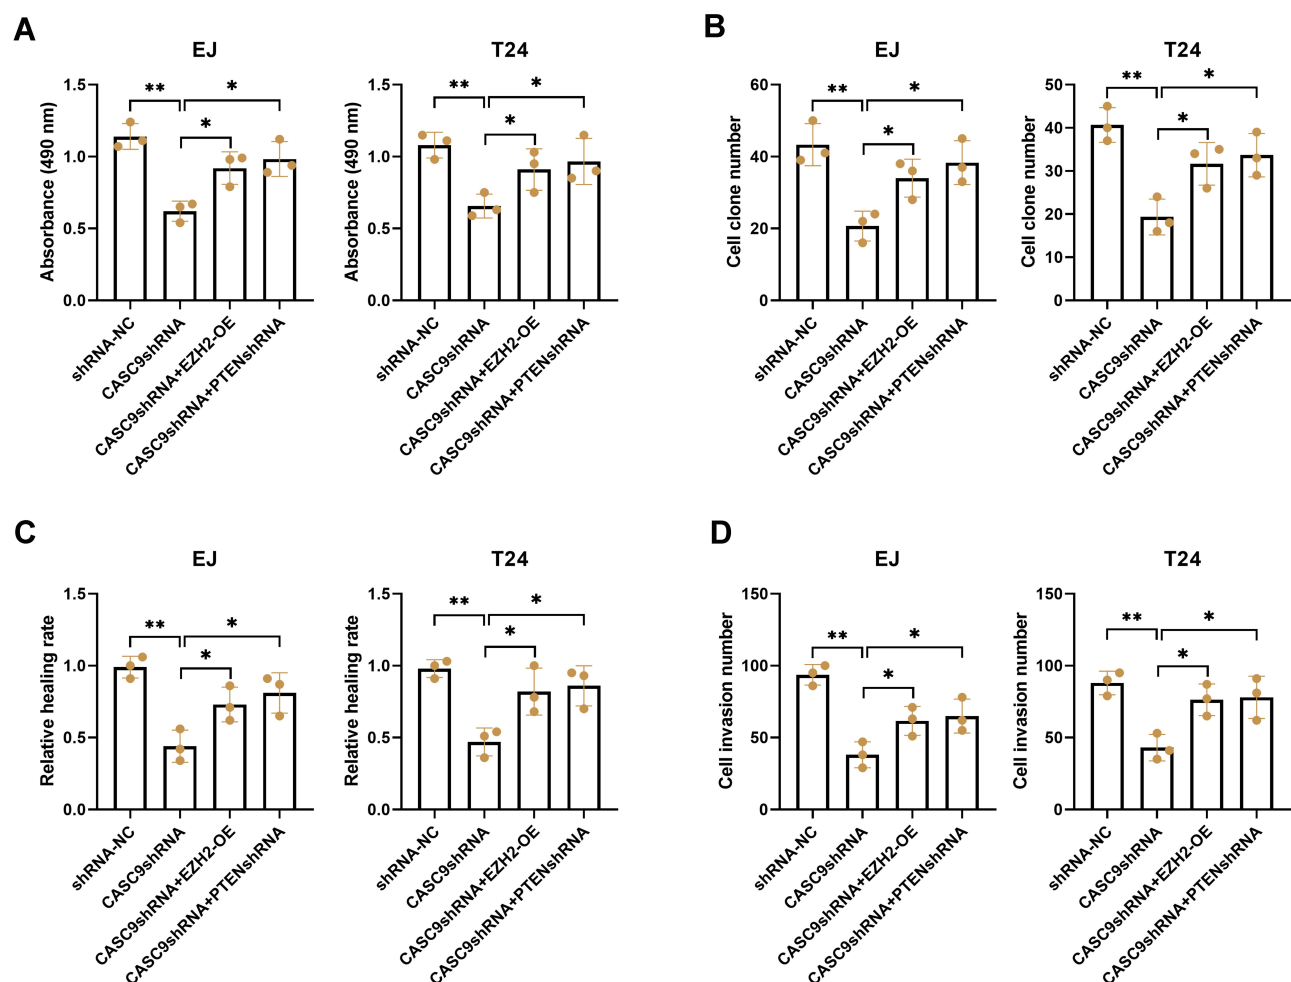 A
EJ
Absorbance (490 nm)
1.5
1.0
0.5
0.0
**
*
*
shRNA-NC
CASC9shRNA
CASC9shRNA+EZH2-OE
CASC9shRNA+PTENshRNA
T24
Absorbance (490 nm)
1.5
1.0
0.5
0.0
**
*
*
shRNA-NC
CASC9shRNA
CASC9shRNA+EZH2-OE
CASC9shRNA+PTENshRNA
B
EJ
Cell clone number
60
40
20
0
**
*
*
shRNA-NC
CASC9shRNA
CASC9shRNA+EZH2-OE
CASC9shRNA+PTENshRNA
T24
Cell clone number
50
40
30
20
10
0
**
*
*
shRNA-NC
CASC9shRNA
CASC9shRNA+EZH2-OE
CASC9shRNA+PTENshRNA
C
EJ
Relative healing rate
1.5
1.0
0.5
0.0
**
*
*
shRNA-NC
CASC9shRNA
CASC9shRNA+EZH2-OE
CASC9shRNA+PTENshRNA
T24
Relative healing rate
1.5
1.0
0.5
0.0
**
*
*
shRNA-NC
CASC9shRNA
CASC9shRNA+EZH2-OE
CASC9shRNA+PTENshRNA
D
EJ
Cell invasion number
150
100
50
0
**
*
*
shRNA-NC
CASC9shRNA
CASC9shRNA+EZH2-OE
CASC9shRNA+PTENshRNA
T24
Cell invasion number
150
100
50
0
**
*
*
shRNA-NC
CASC9shRNA
CASC9shRNA+EZH2-OE
CASC9shRNA+PTENshRNA